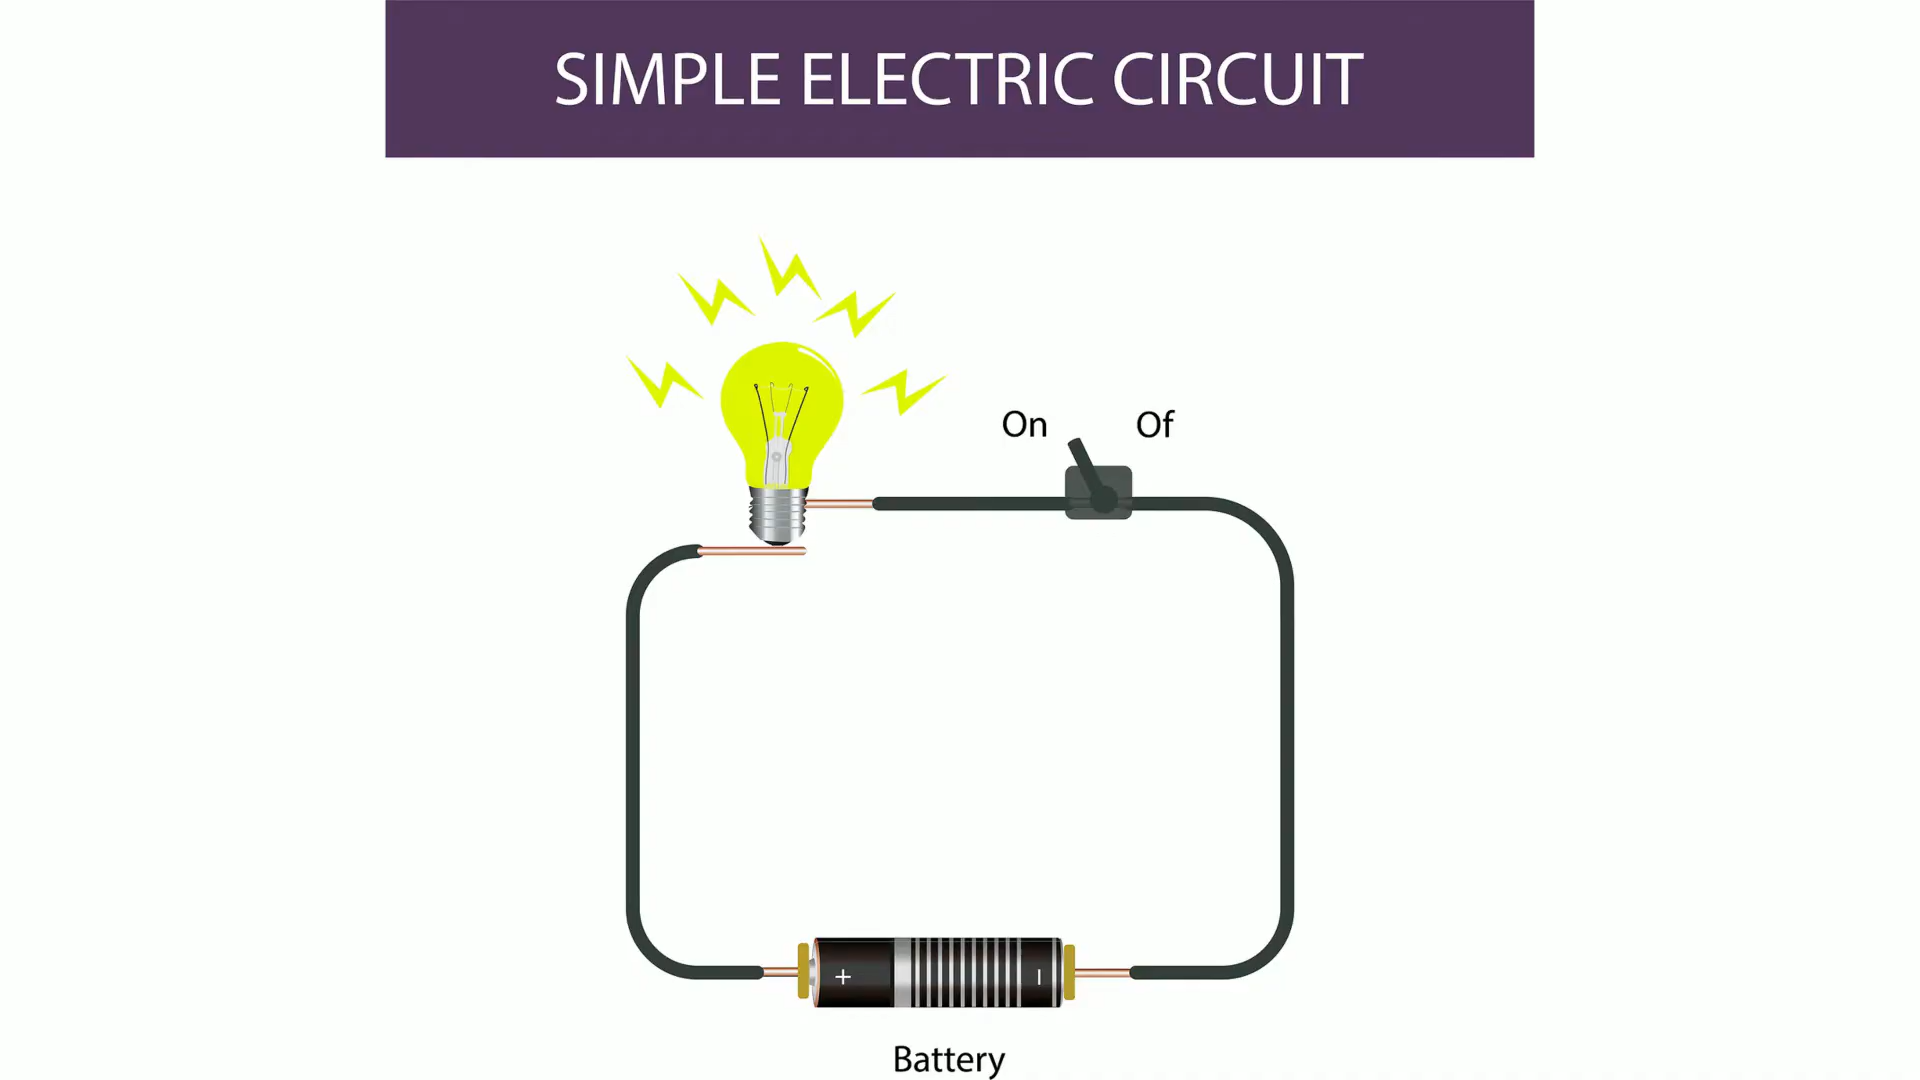 SIMPLE ELECTRIC CIRCUIT
On Of
+ –
Battery